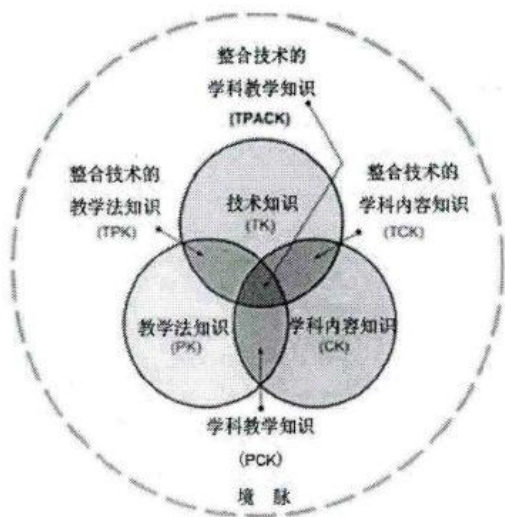 整合技术的
学科教学知识
(TPACK)
整合技术的
教学法知识
(TPK)
整合技术的
学科内容知识
(TCK)
技术知识
(TK)
教学法知识
(PK)
学科内容知识
(CK)
学科教学知识
(PCK)
境 脉